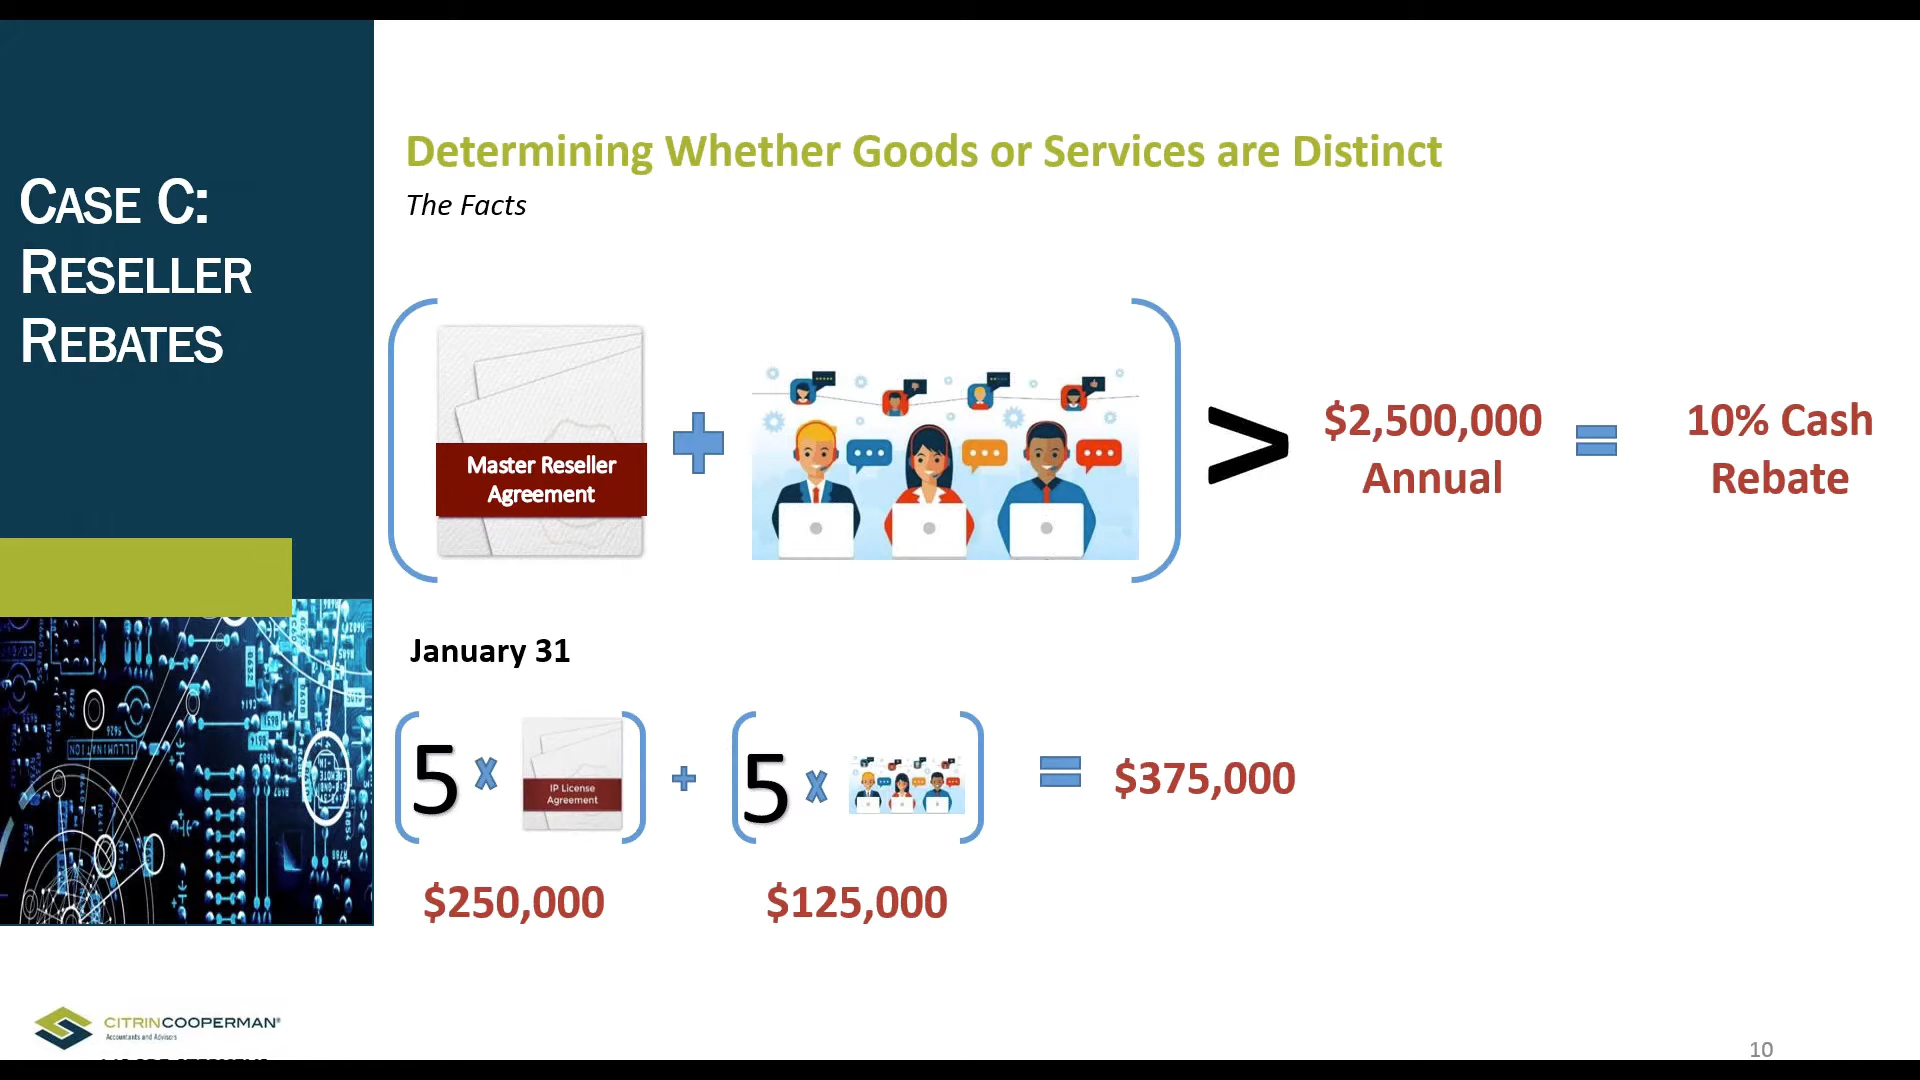 CASE C:
RESELLER
REBATES
Determining Whether Goods or Services are Distinct
The Facts
Master Reseller
Agreement
>
$2,500,000
Annual
10% Cash
Rebate
January 31
5
IP License
Agreement
5
$375,000
$250,000
$125,000
CITRINCOOPERMAN®
Accountants and Advisors
10